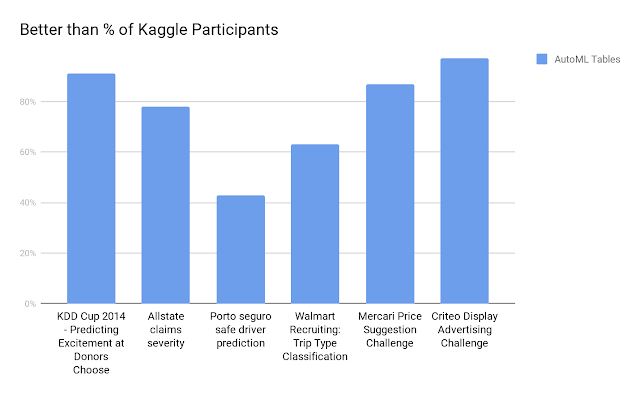 Better than % of Kaggle Participants
AutoML Tables
80%
60%
40%
20%
0%
KDD Cup 2014
- Predicting
Excitement at
Donors
Choose
Allstate
claims
severity
Porto seguro
safe driver
prediction
Walmart
Recruiting:
Trip Type
Classification
Mercari Price
Suggestion
Challenge
Criteo Display
Advertising
Challenge